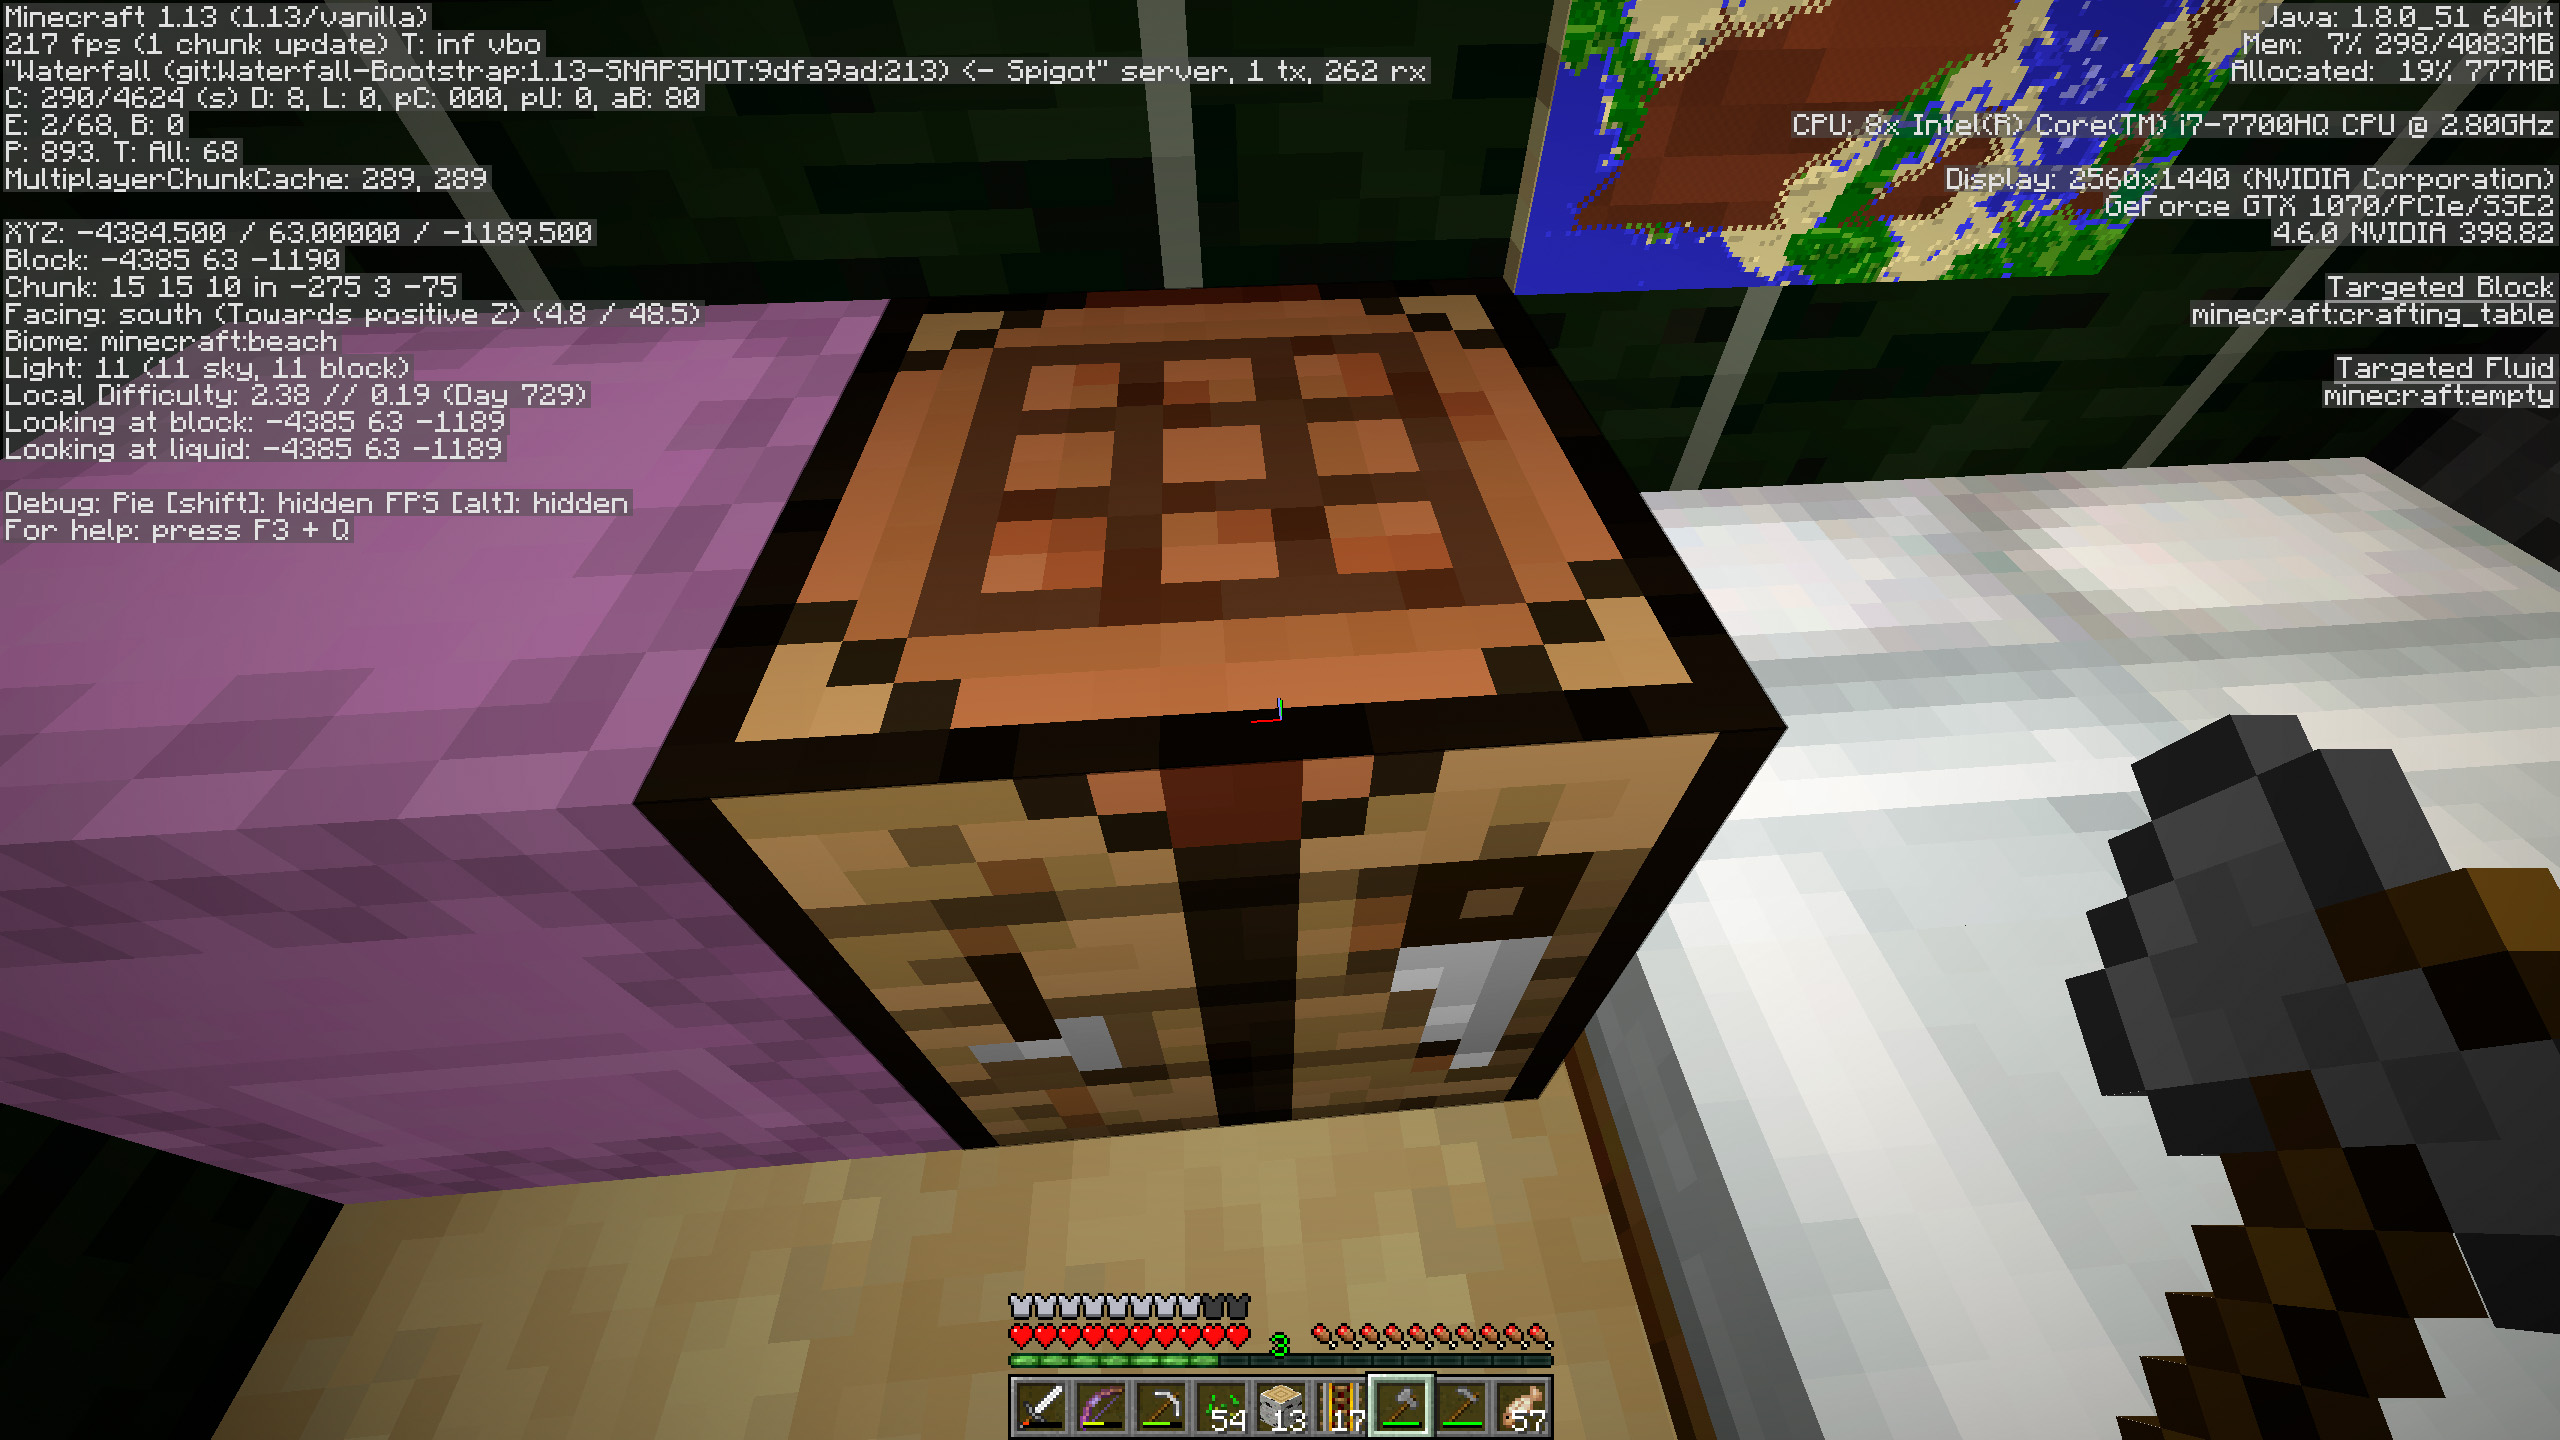 Minecraft 1.13 (1.13/vanilla)
217 fps (1 chunk update) T: inf vbo
"Waterfall (git:Waterfall-Bootstrap:1.13-SNAPSHOT:9dfa9ad:213) <- Spigot" server, 1 tx, 262 rx
C: 290/4624 (s) D: 8, L: 0, pC: 000, pU: 0, aB: 80
E: 2/68, B: 0
P: 893. T: All: 68
MultiplayerChunkCache: 289, 289
XYZ: -4384.500 / 63.00000 / -1189.500
Block: -4385 63 -1190
Chunk: 15 15 10 in -275 3 -75
Facing: south (Towards positive Z) (4.8 / 48.5)
Biome: minecraft:beach
Light: 11 (11 sky, 11 block)
Local Difficulty: 2.38 // 0.19 (Day 729)
Looking at block: -4385 63 -1189
Looking at liquid: -4385 63 -1189
Debug: Pie [shift]: hidden FPS [alt]: hidden
For help: press F3 + Q
Java: 1.8.0_51 64bit
Mem: 7% 298/4083MB
Allocated: 19% 777MB
CPU: 8x Intel(R) Core(TM) i7-7700HQ CPU @ 2.80GHz
Display: 2560x1440 (NVIDIA Corporation)
GeForce GTX 1070/PCIe/SSE2
4.6.0 NVIDIA 398.82
Targeted Block
minecraft:crafting_table
Targeted Fluid
minecraft:empty
8
54 13 17 57